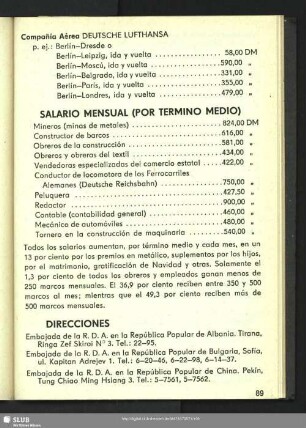 Compañía Aérea DEUTSCHE LUFTHANSA
p. ej.: Berlín—Dresde o
Berlín—Leipzig, ida y vuelta . . . . . . . . . . . 58,00 DM
Berlín—Moscú, ida y vuelta . . . . . . . . . . . 590,00 „
Berlín—Belgrado, ida y vuelta . . . . . . . . . . . 331,00 „
Berlín—París, ida y vuelta . . . . . . . . . . . 355,00 „
Berlín—Londres, ida y vuelta . . . . . . . . . . . 479,00 „
SALARIO MENSUAL (POR TERMINO MEDIO)
Mineros (minas de metales) . . . . . . . . . . . 824,00 DM
Constructor de barcos . . . . . . . . . . . 616,00 „
Obreros de la construcción . . . . . . . . . . . 581,00 „
Obreros y obreras del textil . . . . . . . . . . . 434,00 „
Vendedoras especializadas del comercio estatal . . 422,00 „
Conductor de locomotora de los Ferrocarriles
Alemanes (Deutsche Reichsbahn) . . . . . . . . . . . 750,00 „
Peluquera . . . . . . . . . . . 427,50 „
Redactor . . . . . . . . . . . 900,00 „
Contable (contabilidad general) . . . . . . . . . . . 460,00 „
Mecánico de automóviles . . . . . . . . . . . 480,00 „
Tornero en la construcción de maquinaria . . . . . 540,00 „
Todos los salarios aumentan, por término medio y cada mes, en un
13 por ciento por los premios en metálico, suplementos por los hijos,
por el matrimonio, gratificación de Navidad y otros. Solamente el
1,3 por ciento de todos los obreros y empleados ganan menos de
250 marcos mensuales. El 36,9 por ciento reciben entre 350 y 500
marcos al mes; mientras que el 49,3 por ciento reciben más de
500 marcos mensuales.
DIRECCIONES
Embajada de la R. D. A. en la República Popular de Albania. Tirana,
Ringa Zef Skiroi N° 3. Tel.: 22—95.
Embajada de la R. D. A. en la República Popular de Bulgaria, Sofía,
ul. Kapitan Adrejev 1. Tel.: 6—20—46, 6—22—98, 6—14—37.
Embajada de la R. D. A. en la República Popular de China. Pekín,
Tung Chiao Ming Hsiang 3. Tel.: 5—7561, 5—7562.
89
SLUB